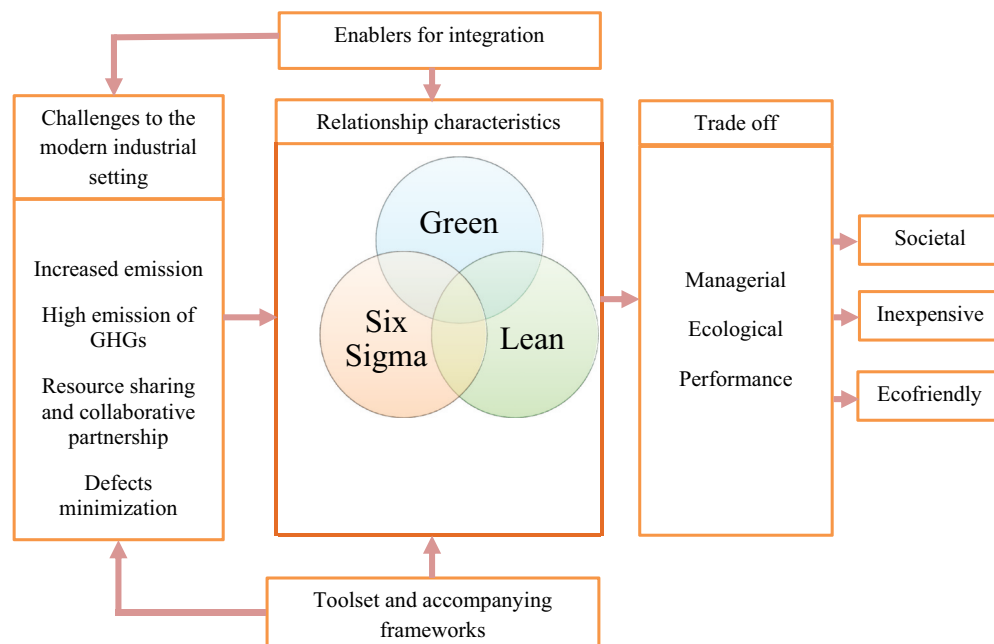 Enablers for integration
Challenges to the
modern industrial
setting
Increased emission
High emission of
GHGs
Resource sharing
and collaborative
partnership
Defects
minimization
Relationship characteristics
Green
Six
Sigma
Lean
Trade off
Managerial
Ecological
Performance
Societal
Inexpensive
Ecofriendly
Toolset and accompanying
frameworks